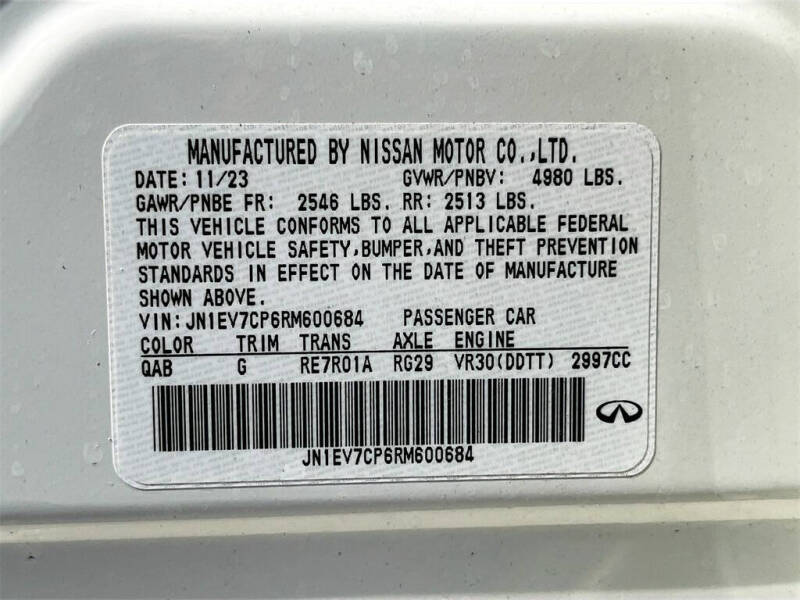 MANUFACTURED BY NISSAN MOTOR CO.,LTD.
DATE: 11/23 GVWR/PNBV: 4980 LBS.
GAWR/PNBE FR: 2546 LBS. RR: 2513 LBS.
THIS VEHICLE CONFORMS TO ALL APPLICABLE FEDERAL
MOTOR VEHICLE SAFETY,BUMPER,AND THEFT PREVENTION
STANDARDS IN EFFECT ON THE DATE OF MANUFACTURE
SHOWN ABOVE.
VIN:JN1EV7CP6RM600684 PASSENGER CAR
COLOR TRIM TRANS AXLE ENGINE
QAB G RE7R01A RG29 VR30(DDTT) 2997CC
JN1EV7CP6RM600684